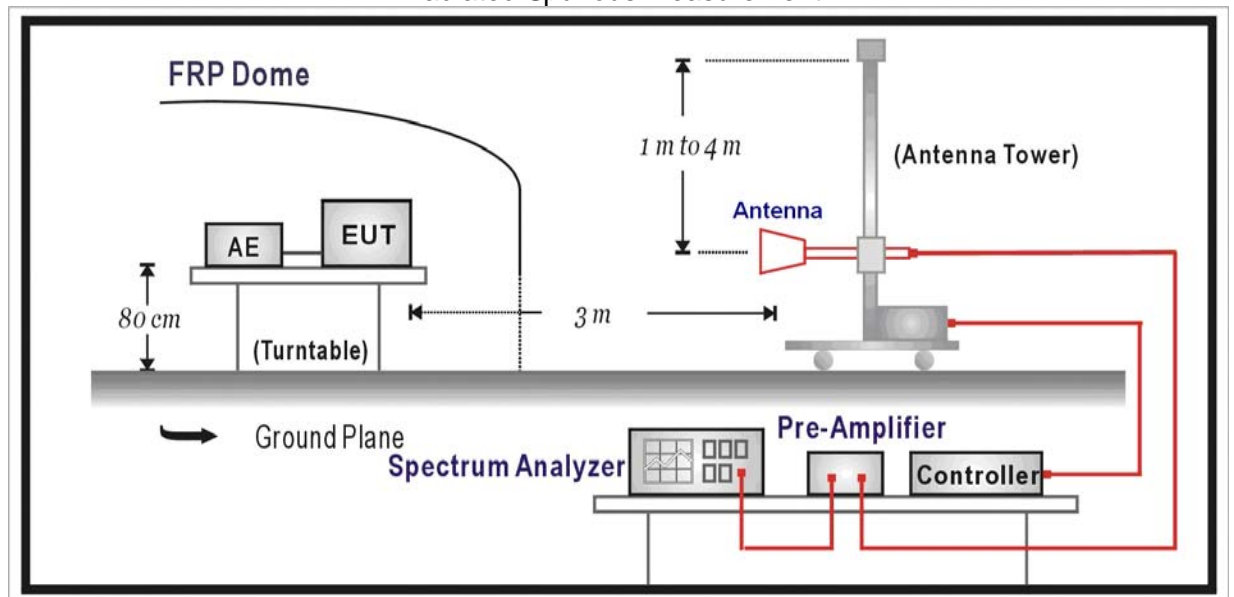 FRP Dome
1 m to 4 m
(Antenna Tower)
Antenna
AE
EUT
80 cm
3 m
(Turntable)
Ground Plane
Pre-Amplifier
Spectrum Analyzer
Controller